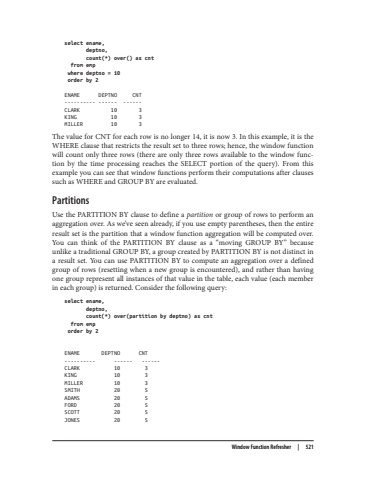 select ename,
deptno,
count(*) over() as cnt
from emp
where deptno = 10
order by 2
ENAME DEPTNO CNT
---------- ------ ------
CLARK 10 3
KING 10 3
MILLER 10 3
The value for CNT for each row is no longer 14, it is now 3. In this example, it is the
WHERE clause that restricts the result set to three rows; hence, the window function
will count only three rows (there are only three rows available to the window func-
tion by the time processing reaches the SELECT portion of the query). From this
example you can see that window functions perform their computations after clauses
such as WHERE and GROUP BY are evaluated.
Partitions
Use the PARTITION BY clause to define a partition or group of rows to perform an
aggregation over. As we've seen already, if you use empty parentheses, then the entire
result set is the partition that a window function aggregation will be computed over.
You can think of the PARTITION BY clause as a "moving GROUP BY" because
unlike a traditional GROUP BY, a group created by PARTITION BY is not distinct in
a result set. You can use PARTITION BY to compute an aggregation over a defined
group of rows (resetting when a new group is encountered), and rather than having
one group represent all instances of that value in the table, each value (each member
in each group) is returned. Consider the following query:
select ename,
deptno,
count(*) over(partition by deptno) as cnt
from emp
order by 2
ENAME DEPTNO CNT
---------- ------ ------
CLARK 10 3
KING 10 3
MILLER 10 3
SMITH 20 5
ADAMS 20 5
FORD 20 5
SCOTT 20 5
JONES 20 5
Window Function Refresher | 521